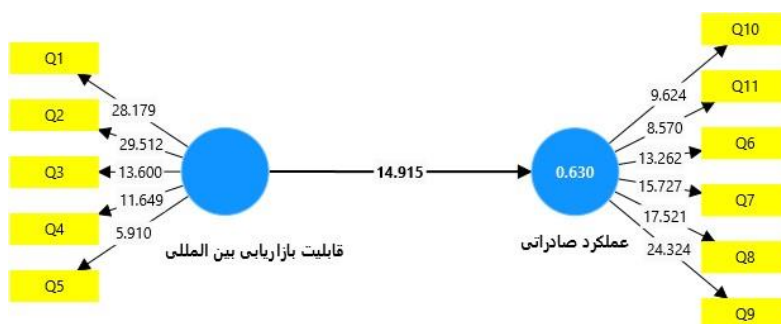 Q1
Q2
Q3
Q4
Q5
28.179
29.512
13.600
11.649
5.910
قابلیت بازاریابی بین المللی
14.915
0.630
عملکرد صادراتی
9.624
8.570
13.262
15.727
17.521
24.324
Q10
Q11
Q6
Q7
Q8
Q9